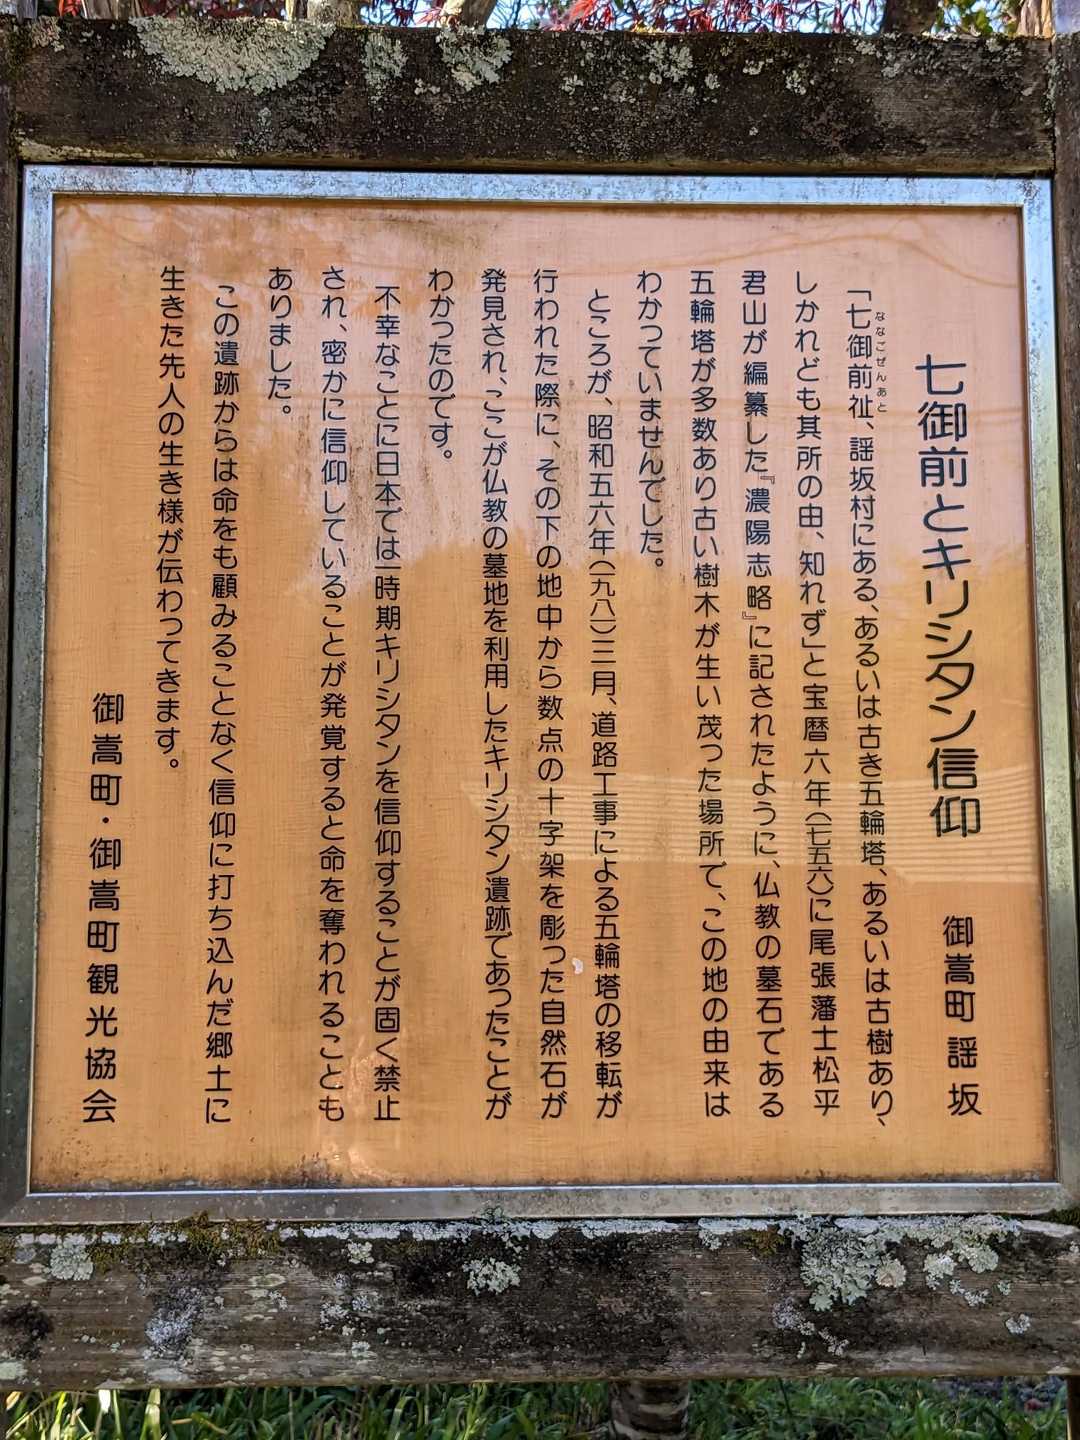 七御前とキリシタン信仰　御嵩町 謡坂
「七御前祉、謡坂村にある、あるいは古き五輪塔、あるいは古樹あり、
ななこぜんあと
しかれども其所の由、知れず」と宝暦六年(一七五六)に尾張藩士松平
君山が編纂した『濃陽志略』に記されたように、仏教の墓石である
五輪塔が多数あり古い樹木が生い茂った場所で、この地の由来は
わかっていませんでした。
ところが、昭和五六年(一九八一)三月、道路工事による五輪塔の移転が
行われた際に、その下の地中から数点の十字架を彫った自然石が
発見され、ここが仏教の墓地を利用したキリシタン遺跡であったことが
わかったのです。
不幸なことに日本では一時期キリシタンを信仰することが固く禁止
され、密かに信仰していることが発覚すると命を奪われることも
ありました。
この遺跡からは命をも顧みることなく信仰に打ち込んだ郷土に
生きた先人の生き様が伝わってきます。
御嵩町・御嵩町観光協会